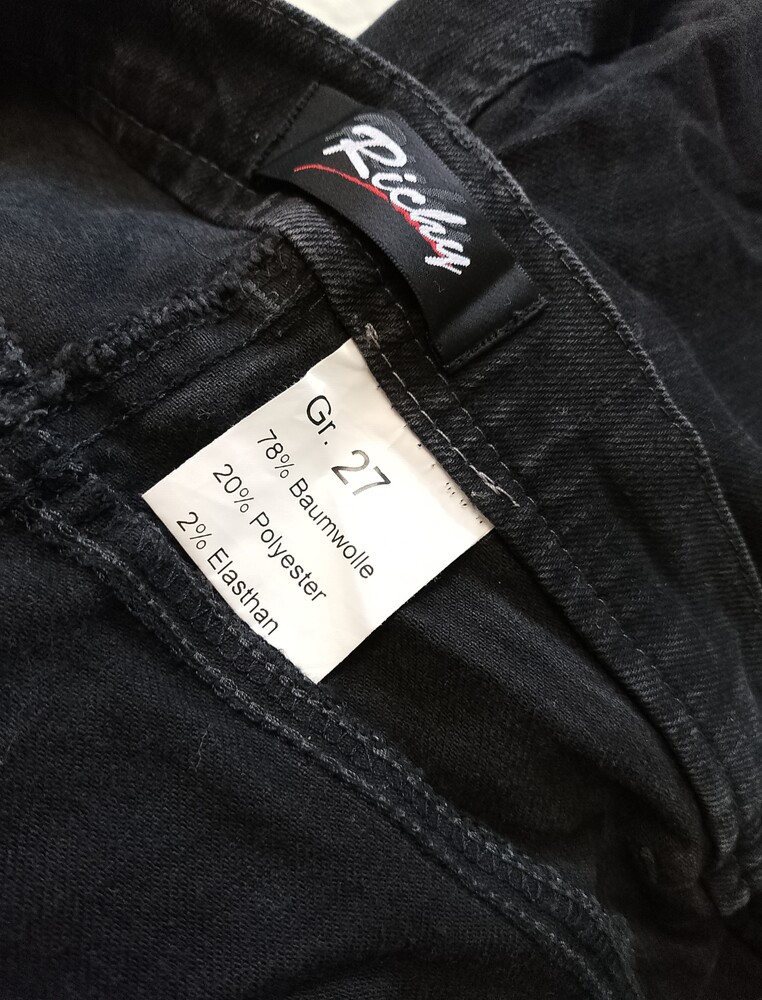 Richy
Gr. 27
78% Baumwolle
20% Polyester
2% Elasthan